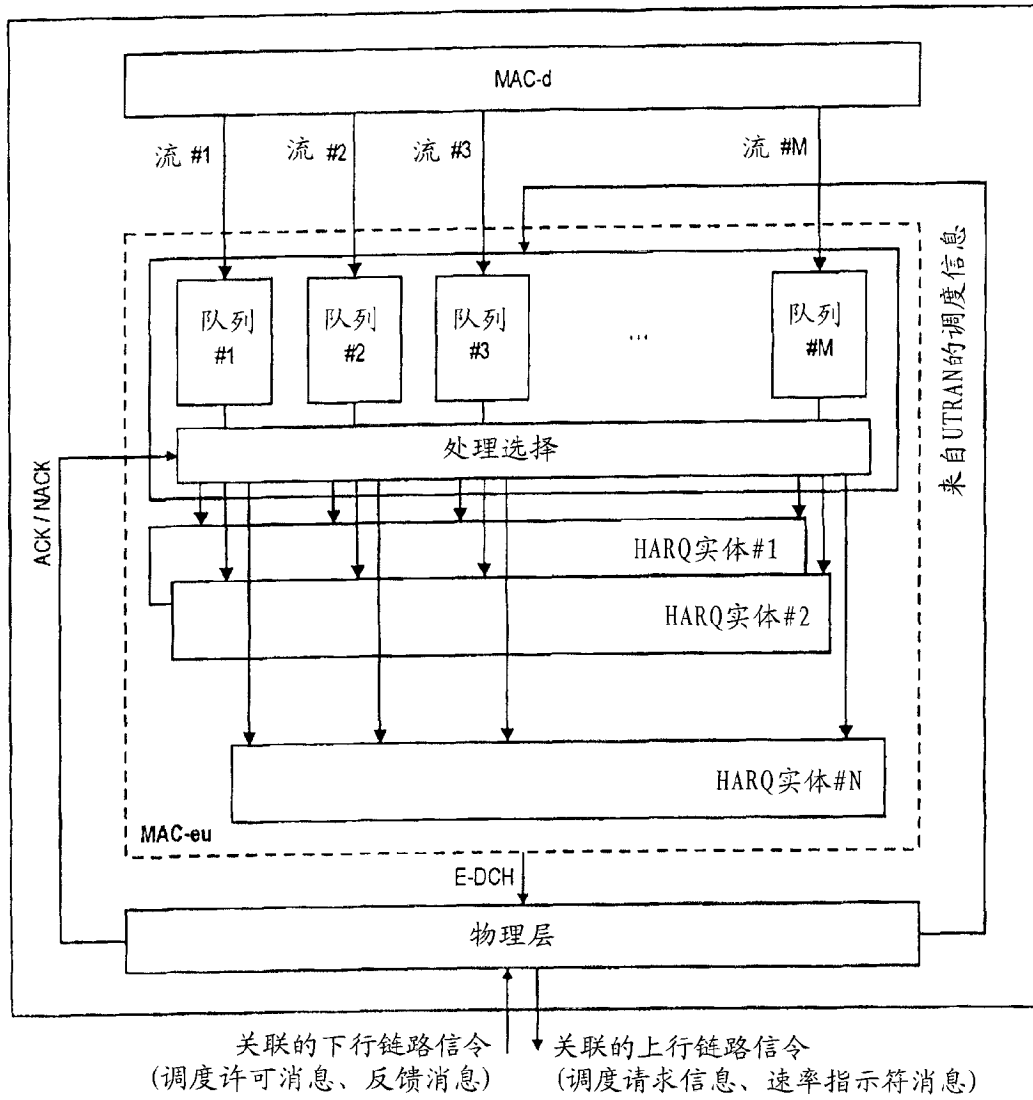 MAC-d
流 #1
流 #2
流 #3
流 #M
队列
#1
队列
#2
队列
#3
...
队列
#M
处理选择
来自UTRAN的调度信息
ACK / NACK
HARQ实体#1
HARQ实体#2
HARQ实体#N
MAC-eu
E-DCH
物理层
关联的下行链路信令
(调度许可消息、反馈消息)
关联的上行链路信令
(调度请求信息、速率指示符消息)